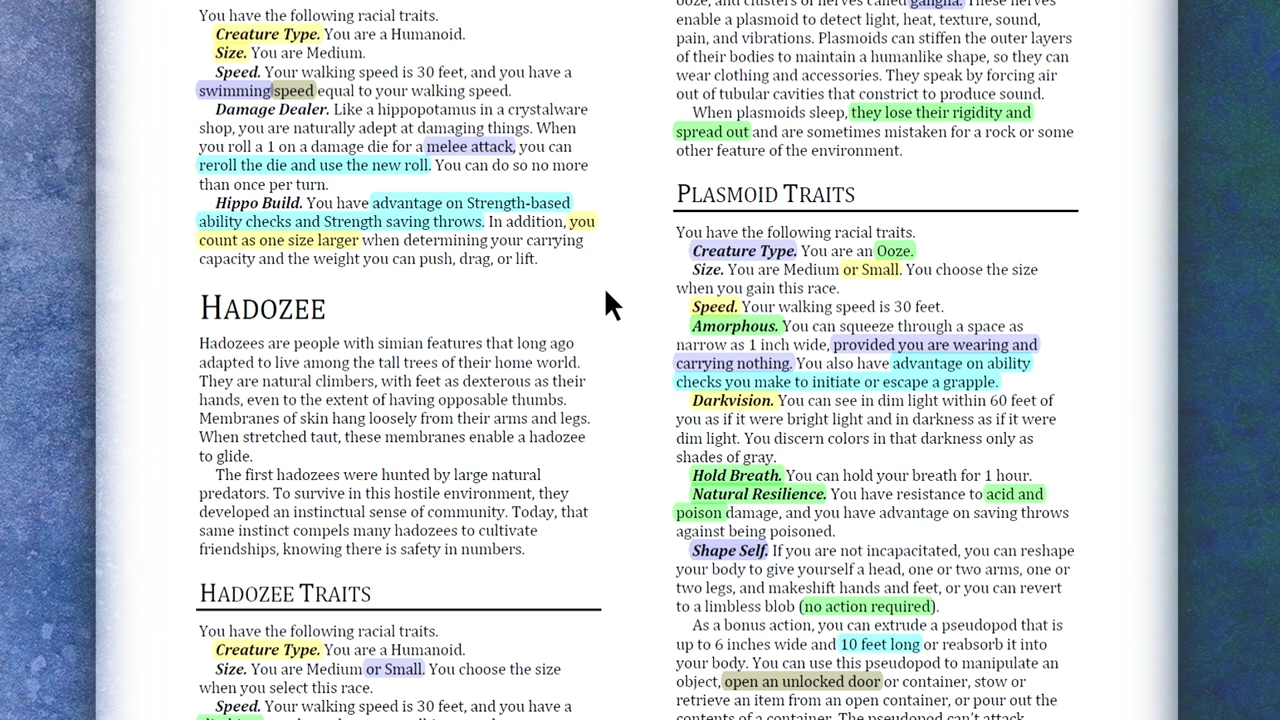 You have the following racial traits.
Creature Type. You are a Humanoid.
Size. You are Medium.
Speed. Your walking speed is 30 feet, and you have a
swimming speed equal to your walking speed.
Damage Dealer. Like a hippopotamus in a crystalware
shop, you are naturally adept at damaging things. When
you roll a 1 on a damage die for a melee attack, you can
reroll the die and use the new roll. You can do so no more
than once per turn.
Hippo Build. You have advantage on Strength-based
ability checks and Strength saving throws. In addition, you
count as one size larger when determining your carrying
capacity and the weight you can push, drag, or lift.
HADOZEE
Hadozees are people with simian features that long ago
adapted to live among the tall trees of their home world.
They are natural climbers, with feet as dexterous as their
hands, even to the extent of having opposable thumbs.
Membranes of skin hang loosely from their arms and legs.
When stretched taut, these membranes enable a hadozee
to glide.
The first hadozees were hunted by large natural
predators. To survive in this hostile environment, they
developed an instinctual sense of community. Today, that
same instinct compels many hadozees to cultivate
friendships, knowing there is safety in numbers.
HADOZEE TRAITS
You have the following racial traits.
Creature Type. You are a Humanoid.
Size. You are Medium or Small. You choose the size
when you select this race.
Speed. Your walking speed is 30 feet, and you have a
ooze, and clusters of nerves called ganglia. These nerves
enable a plasmoid to detect light, heat, texture, sound,
pain, and vibrations. Plasmoids can stiffen the outer layers
of their bodies to maintain a humanlike shape, so they can
wear clothing and accessories. They speak by forcing air
out of tubular cavities that constrict to produce sound.
When plasmoids sleep, they lose their rigidity and
spread out and are sometimes mistaken for a rock or some
other feature of the environment.
PLASMOID TRAITS
You have the following racial traits.
Creature Type. You are an Ooze.
Size. You are Medium or Small. You choose the size
when you gain this race.
Speed. Your walking speed is 30 feet.
Amorphous. You can squeeze through a space as
narrow as 1 inch wide, provided you are wearing and
carrying nothing. You also have advantage on ability
checks you make to initiate or escape a grapple.
Darkvision. You can see in dim light within 60 feet of
you as if it were bright light and in darkness as if it were
dim light. You discern colors in that darkness only as
shades of gray.
Hold Breath. You can hold your breath for 1 hour.
Natural Resilience. You have resistance to acid and
poison damage, and you have advantage on saving throws
against being poisoned.
Shape Self. If you are not incapacitated, you can reshape
your body to give yourself a head, one or two arms, one or
two legs, and makeshift hands and feet, or you can revert
to a limbless blob (no action required).
As a bonus action, you can extrude a pseudopod that is
up to 6 inches wide and 10 feet long or reabsorb it into
your body. You can use this pseudopod to manipulate an
object, open an unlocked door or container, stow or
retrieve an item from an open container, or pour out the
contents of a container. The pseudopod can't attack,